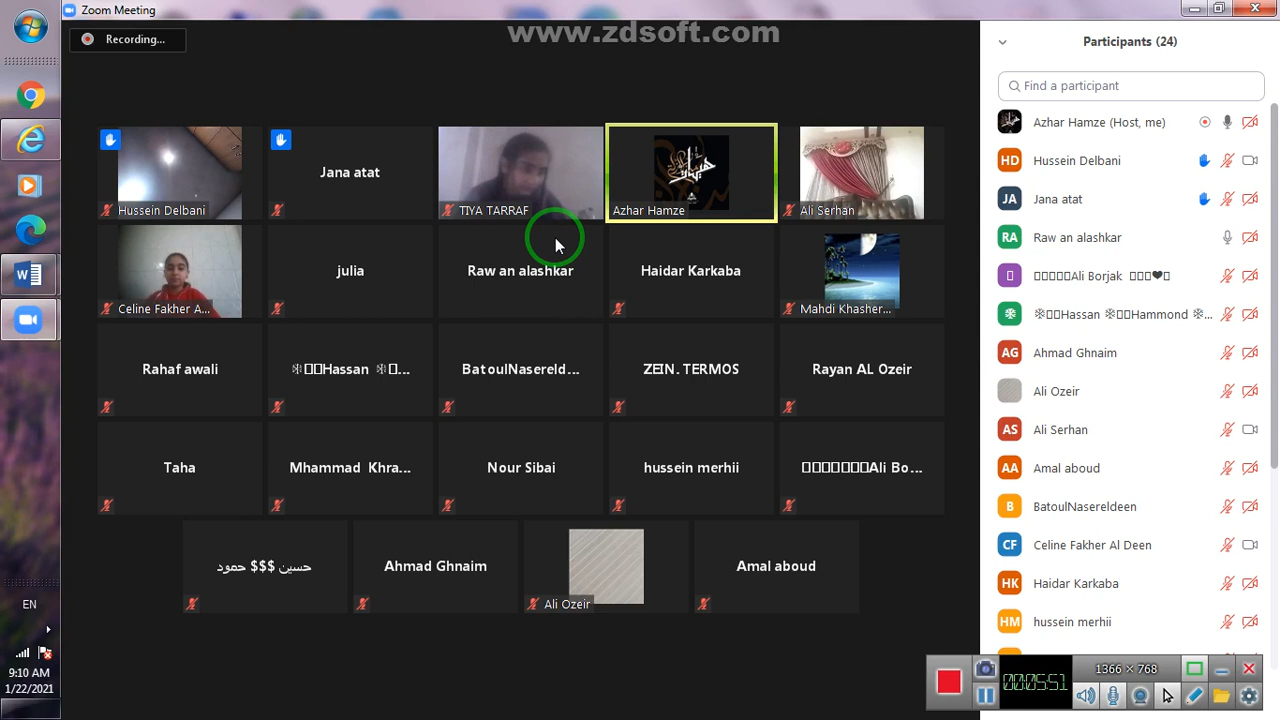 Zoom Meeting
www.zdsoft.com
Recording...
Participants (24)
Find a participant
Hussein Delbani
Jana atat
TIYA TARRAF
Azhar Hamze
Ali Serhan
Celine Fakher A...
julia
Raw an alashkar
Haidar Karkaba
Mahdi Khasher...
Rahaf awali
Hassan ...
BatoulNasereld...
ZEIN. TERMOS
Rayan AL Ozeir
Taha
Mhammad Khra...
Nour Sibai
hussein merhii
Ali Bo...
حسين $$$ حمود
Ahmad Ghnaim
Ali Ozeir
Amal aboud
Azhar Hamze (Host, me)
HD Hussein Delbani
JA Jana atat
RA Raw an alashkar
Ali Borjak ❤
❄ ❄Hassan ❄Hammond ❄...
AG Ahmad Ghnaim
Ali Ozeir
AS Ali Serhan
AA Amal aboud
B BatoulNasereldeen
CF Celine Fakher Al Deen
HK Haidar Karkaba
HM hussein merhii
EN
9:10 AM
1/22/2021
00:05:51
1366 × 768